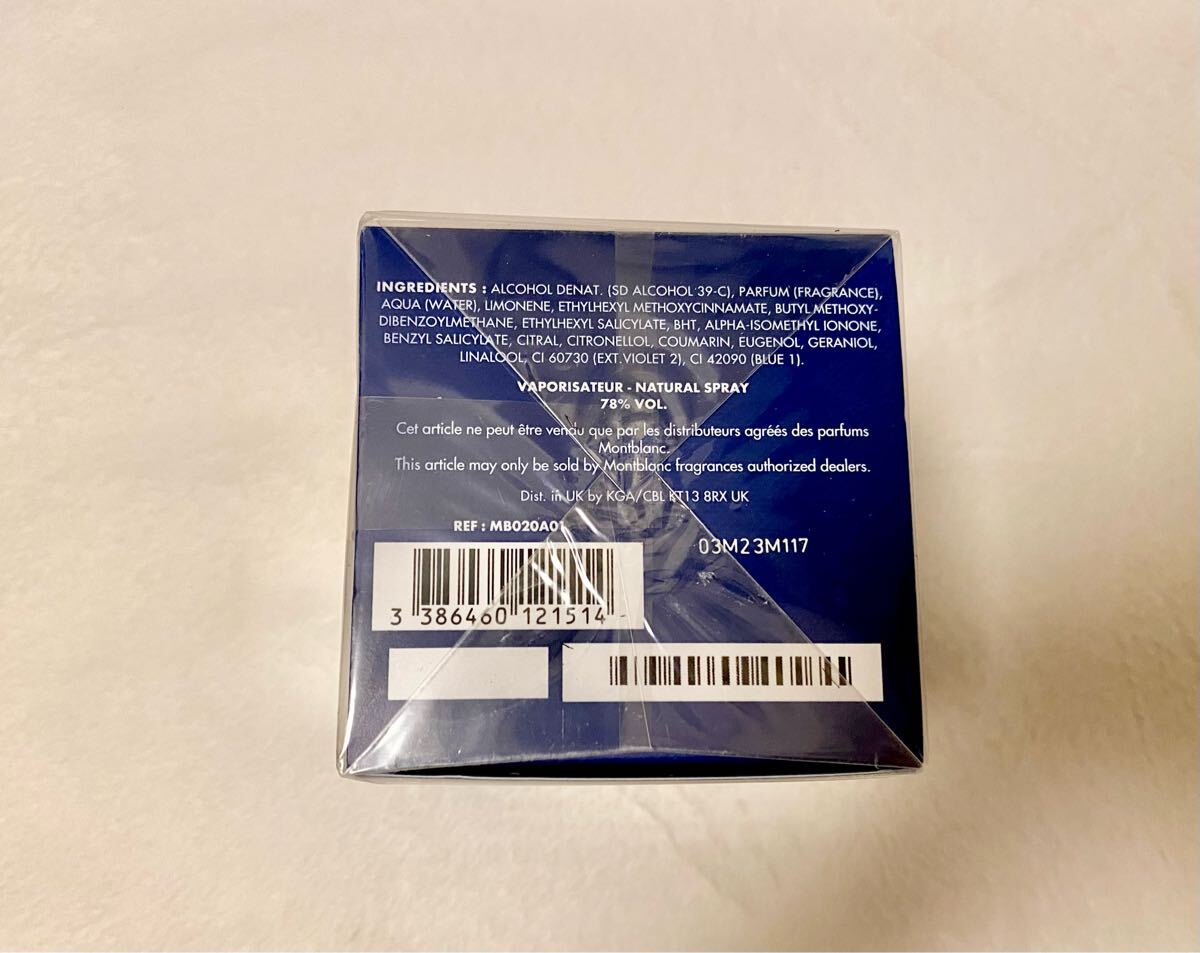 INGREDIENTS : ALCOHOL DENAT. (SD ALCOHOL 39-C), PARFUM (FRAGRANCE),
AQUA (WATER), LIMONENE, ETHYLHEXYL METHOXYCINNAMATE, BUTYL METHOXY-
DIBENZOYLMETHANE, ETHYLHEXYL SALICYLATE, BHT, ALPHA-ISOMETHYL IONONE,
BENZYL SALICYLATE, CITRAL, CITRONELLOL, COUMARIN, EUGENOL, GERANIOL,
LINALOOL, CI 60730 (EXT.VIOLET 2), CI 42090 (BLUE 1).
VAPORISATEUR - NATURAL SPRAY
78% VOL.
Cet article ne peut être vendu que par les distributeurs agréés des parfums
Montblanc.
This article may only be sold by Montblanc fragrances authorized dealers.
Dist. in UK by KGA/CBL KT13 8RX UK
REF : MB020A01
03M23M117
3 386460 121514